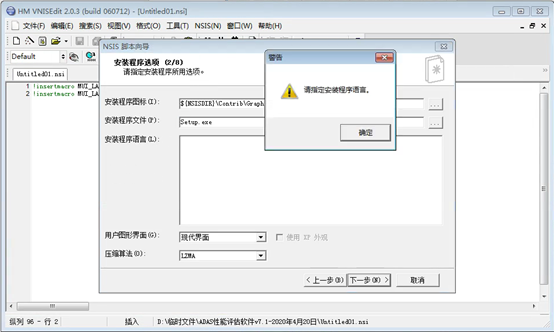 HM VNISEdit 2.0.3 (build 060712) - [Untitled01.nsi]
文件(F) 编辑(E) 搜索(S) 视图(V) 格式(O) 工具(T) NSIS(N) 窗口(W) 帮助(H)
Default
Untitled01.nsi
1 !insertmacro MUI_LA
2 !insertmacro MUI_LA
NSIS 脚本向导
安装程序选项 (2/8)
请指定安装程序所用选项。
安装程序图标(I):
${NSISDIR}\Contrib\Graph
...
安装程序文件(F):
Setup.exe
...
安装程序语言(L):
用户图形界面(G):
现代界面
使用 XP 外观
压缩算法(O):
LZMA
< 上一步(B)
下一步(N) >
取消
警告
请指定安装程序语言。
确定
纵列 96 - 行 2
插入
D:\临时文件\ADAS性能评估软件v7.1-2020年4月20日\Untitled01.nsi